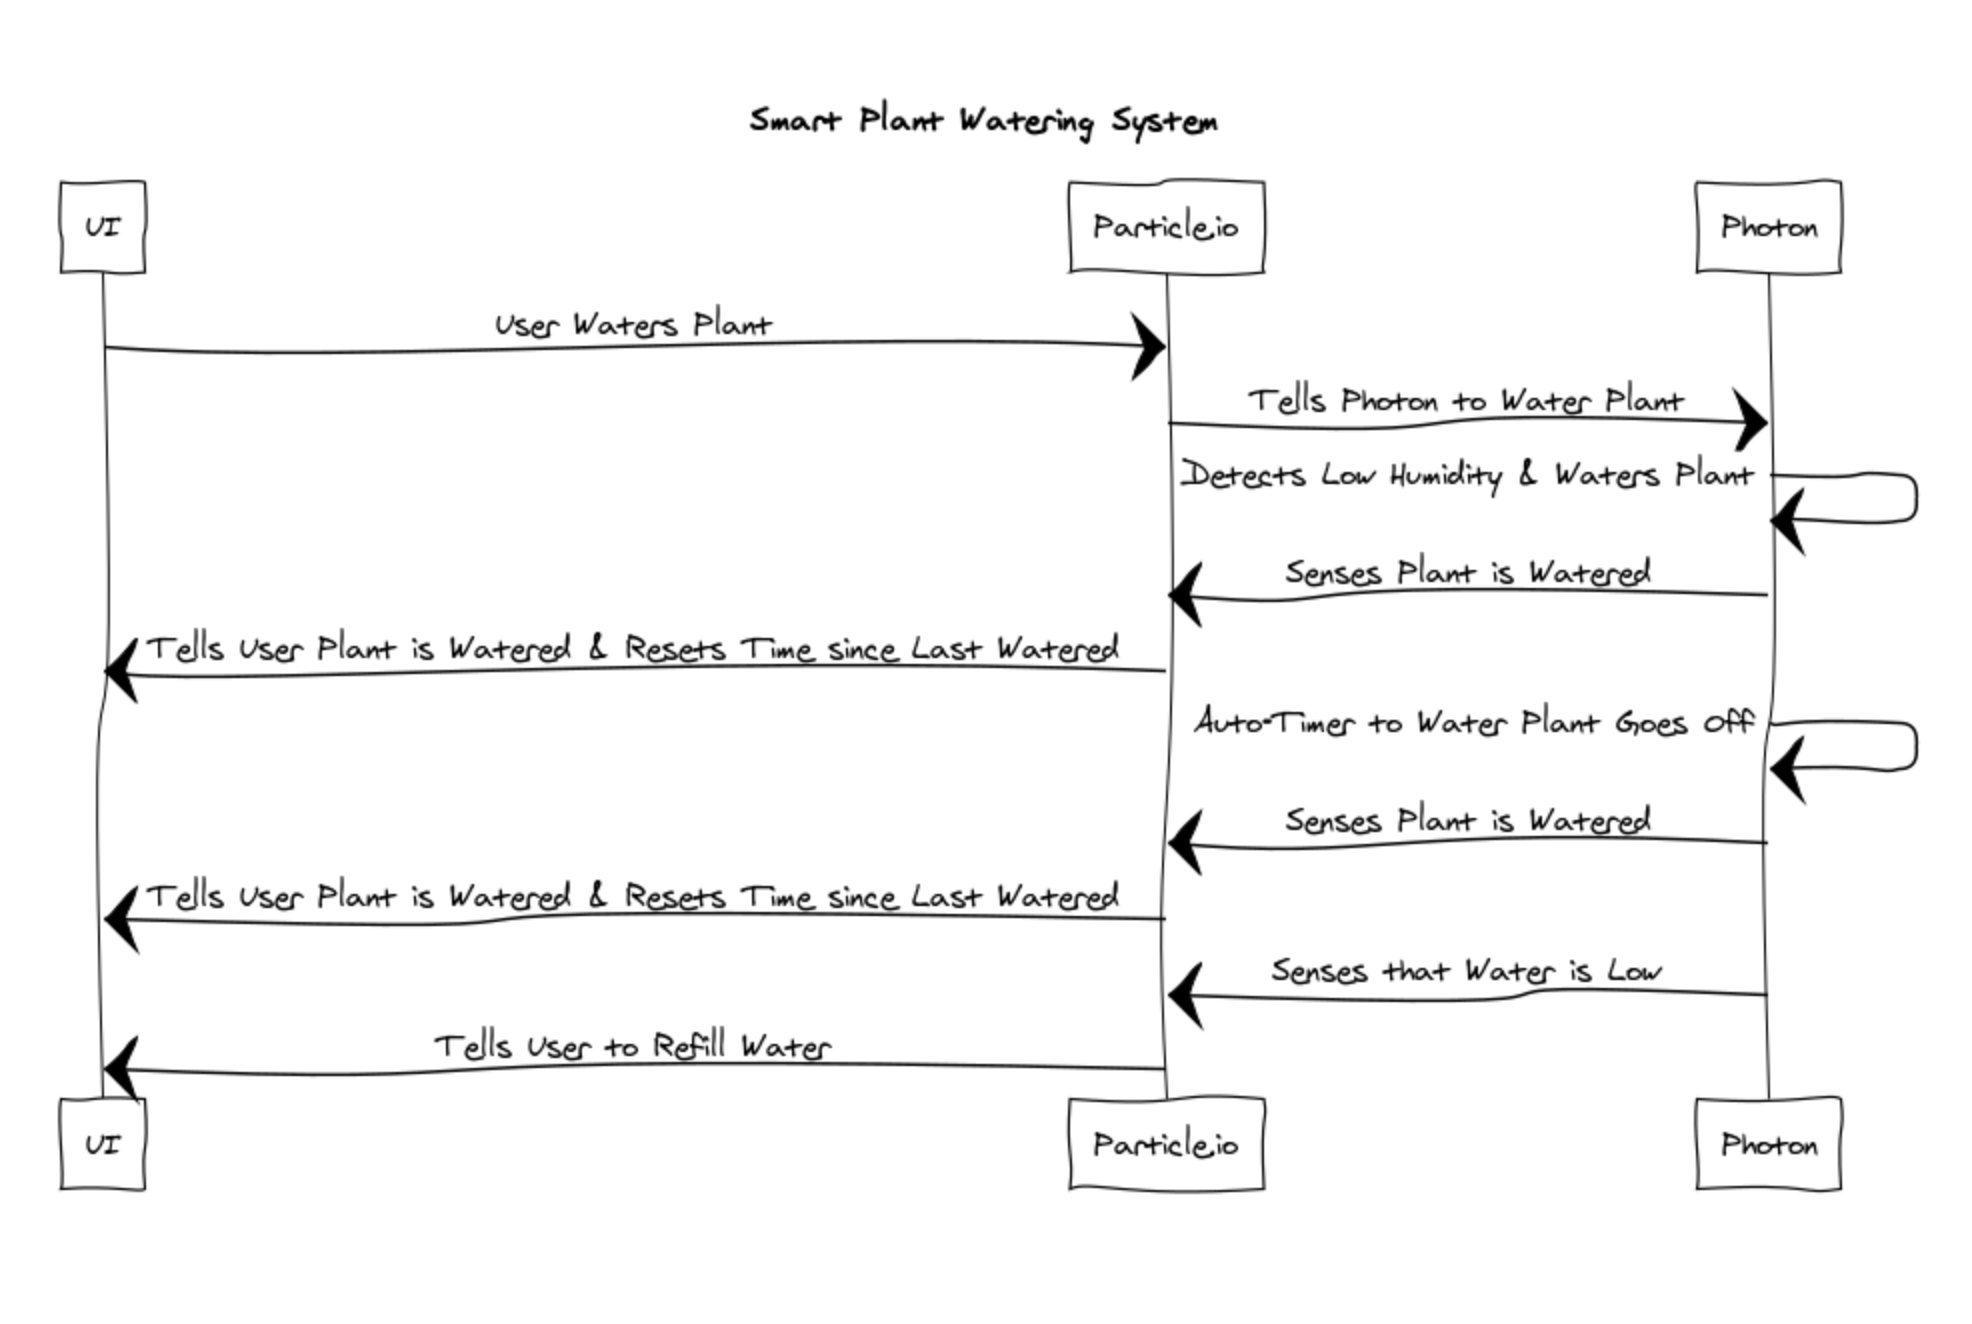 Smart Plant Watering System
UI
Particle.io
Photon
User Waters Plant
Tells Photon to Water Plant
Detects Low Humidity & Waters Plant
Senses Plant is Watered
Tells User Plant is Watered & Resets Time since Last Watered
Auto-Timer to Water Plant Goes Off
Senses Plant is Watered
Tells User Plant is Watered & Resets Time since Last Watered
Senses that Water is Low
Tells User to Refill Water
UI
Particle.io
Photon